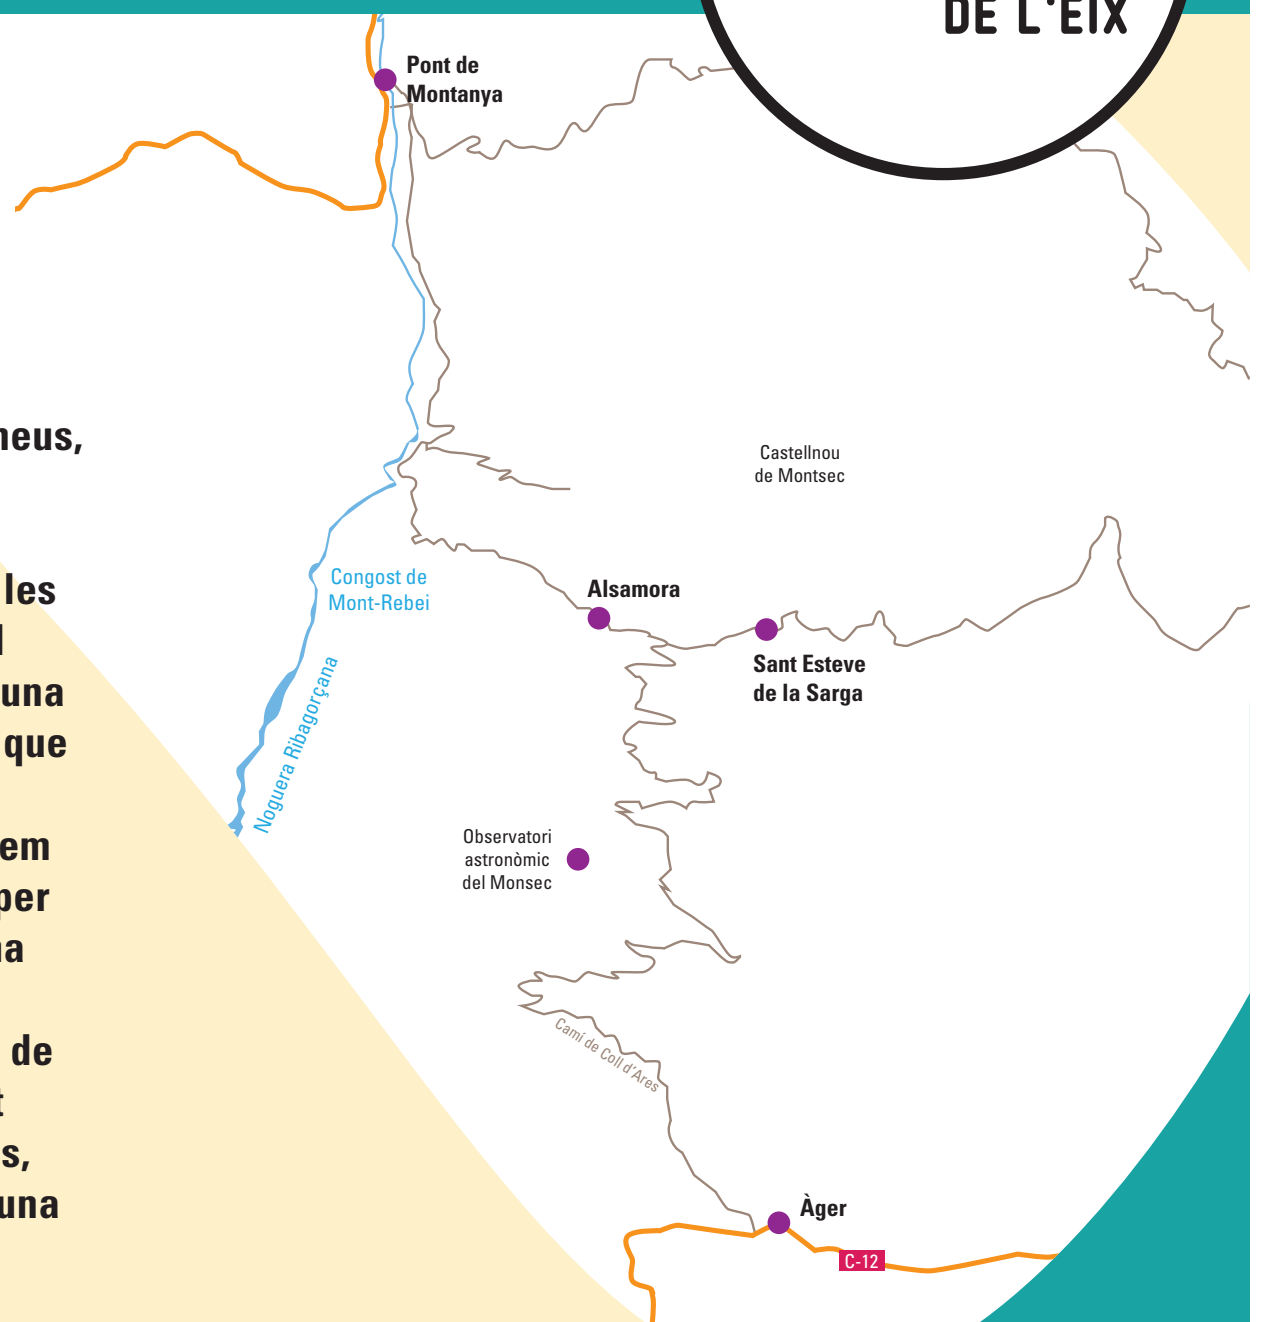 DE L'EIX
Pont de
Montanya
neus,
Castellnou
de Montsec
les
Congost de
Mont-Rebei
Alsamora
una
Sant Esteve
de la Sarga
que
Noguera Ribagorçana
em
Observatori
astronòmic
del Monsec
per
na
Camí de Coll d'Ares
de
t
s,
una
Àger
C-12